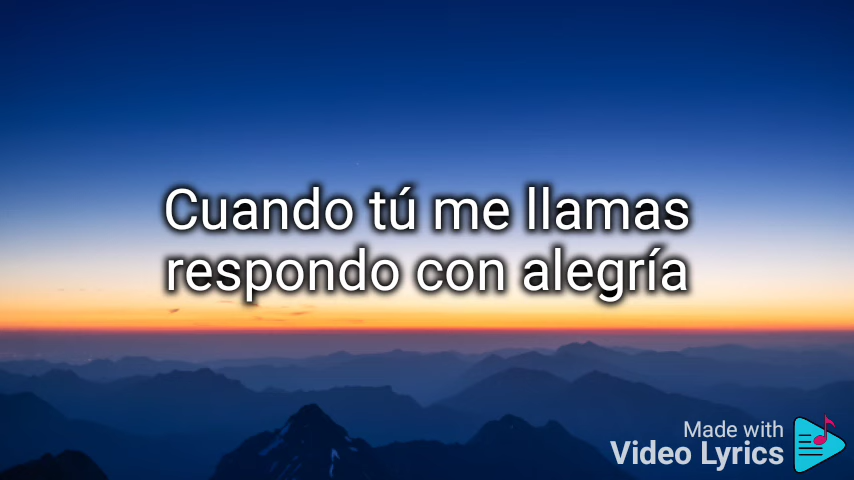 Cuando tú me llamas
respondo con alegría
Made with
Video Lyrics